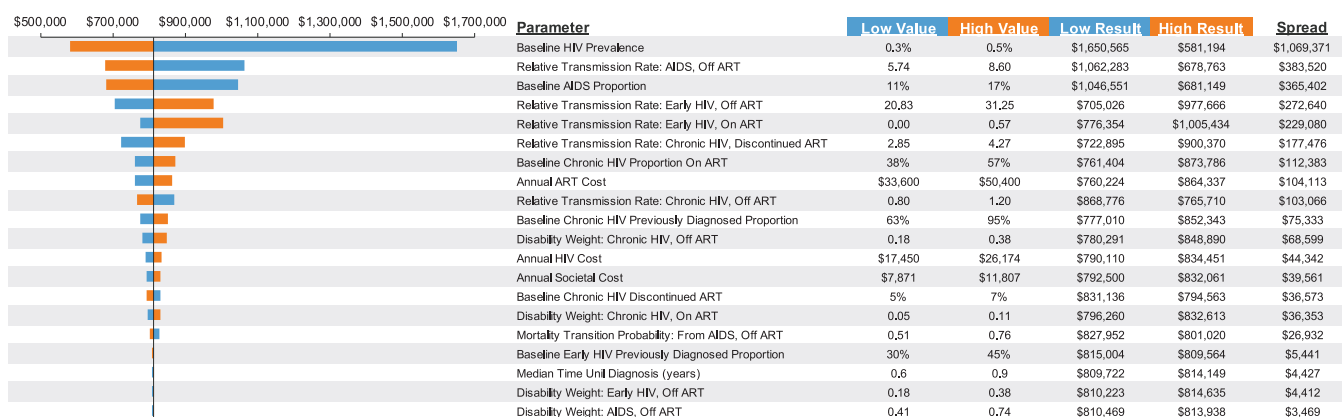 $500,000 $700,000 $900,000 $1,100,000 $1,300,000 $1,500,000 $1,700,000
Parameter Low Value High Value Low Result High Result Spread
Baseline HIV Prevalence 0.3% 0.5% $1,650,565 $581,194 $1,069,371
Relative Transmission Rate: AIDS, Off ART 5.74 8.60 $1,062,283 $678,763 $383,520
Baseline AIDS Proportion 11% 17% $1,046,551 $681,149 $365,402
Relative Transmission Rate: Early HIV, Off ART 20.83 31.25 $705,026 $977,666 $272,640
Relative Transmission Rate: Early HIV, On ART 0.00 0.57 $776,354 $1,005,434 $229,080
Relative Transmission Rate: Chronic HIV, Discontinued ART 2.85 4.27 $722,895 $900,370 $177,476
Baseline Chronic HIV Proportion On ART 38% 57% $761,404 $873,786 $112,383
Annual ART Cost $33,600 $50,400 $760,224 $864,337 $104,113
Relative Transmission Rate: Chronic HIV, Off ART 0.80 1.20 $868,776 $765,710 $103,066
Baseline Chronic HIV Previously Diagnosed Proportion 63% 95% $777,010 $852,343 $75,333
Disability Weight: Chronic HIV, Off ART 0.18 0.38 $780,291 $848,890 $68,599
Annual HIV Cost $17,450 $26,174 $790,110 $834,451 $44,342
Annual Societal Cost $7,871 $11,807 $792,500 $832,061 $39,561
Baseline Chronic HIV Discontinued ART 5% 7% $831,136 $794,563 $36,573
Disability Weight: Chronic HIV, On ART 0.05 0.11 $796,260 $832,613 $36,353
Mortality Transition Probability: From AIDS, Off ART 0.51 0.76 $827,952 $801,020 $26,932
Baseline Early HIV Previously Diagnosed Proportion 30% 45% $815,004 $809,564 $5,441
Median Time Unil Diagnosis (years) 0.6 0.9 $809,722 $814,149 $4,427
Disability Weight: Early HIV, Off ART 0.18 0.38 $810,223 $814,635 $4,412
Disability Weight: AIDS, Off ART 0.41 0.74 $810,469 $813,938 $3,469